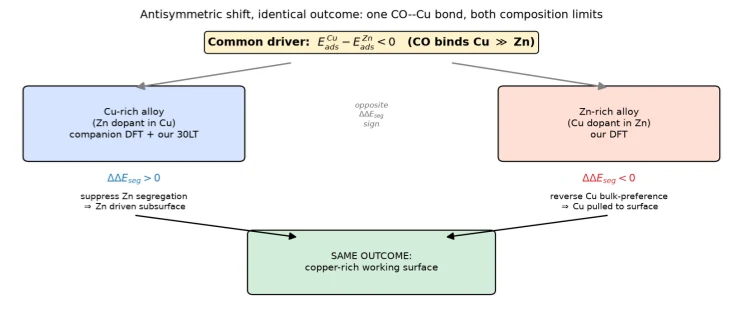 Antisymmetric shift, identical outcome: one CO--Cu bond, both composition limits
Common driver: E_ads^Cu − E_ads^Zn < 0 (CO binds Cu ≫ Zn)
Cu-rich alloy
(Zn dopant in Cu)
companion DFT + our 30LT
opposite
ΔΔE_seg
sign
Zn-rich alloy
(Cu dopant in Zn)
our DFT
ΔΔE_seg > 0
suppress Zn segregation
⇒ Zn driven subsurface
ΔΔE_seg < 0
reverse Cu bulk-preference
⇒ Cu pulled to surface
SAME OUTCOME:
copper-rich working surface